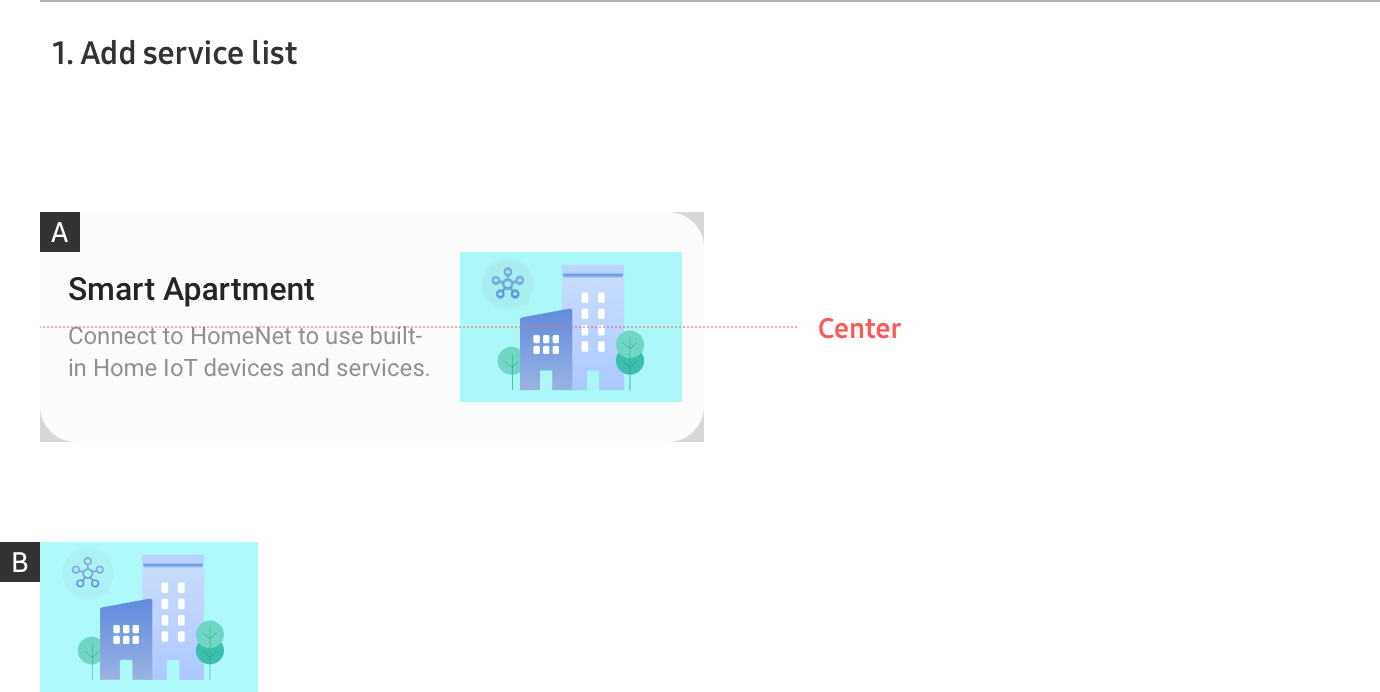 1. Add service list
A
Smart Apartment
Connect to HomeNet to use built-
in Home IoT devices and services.
Center
B